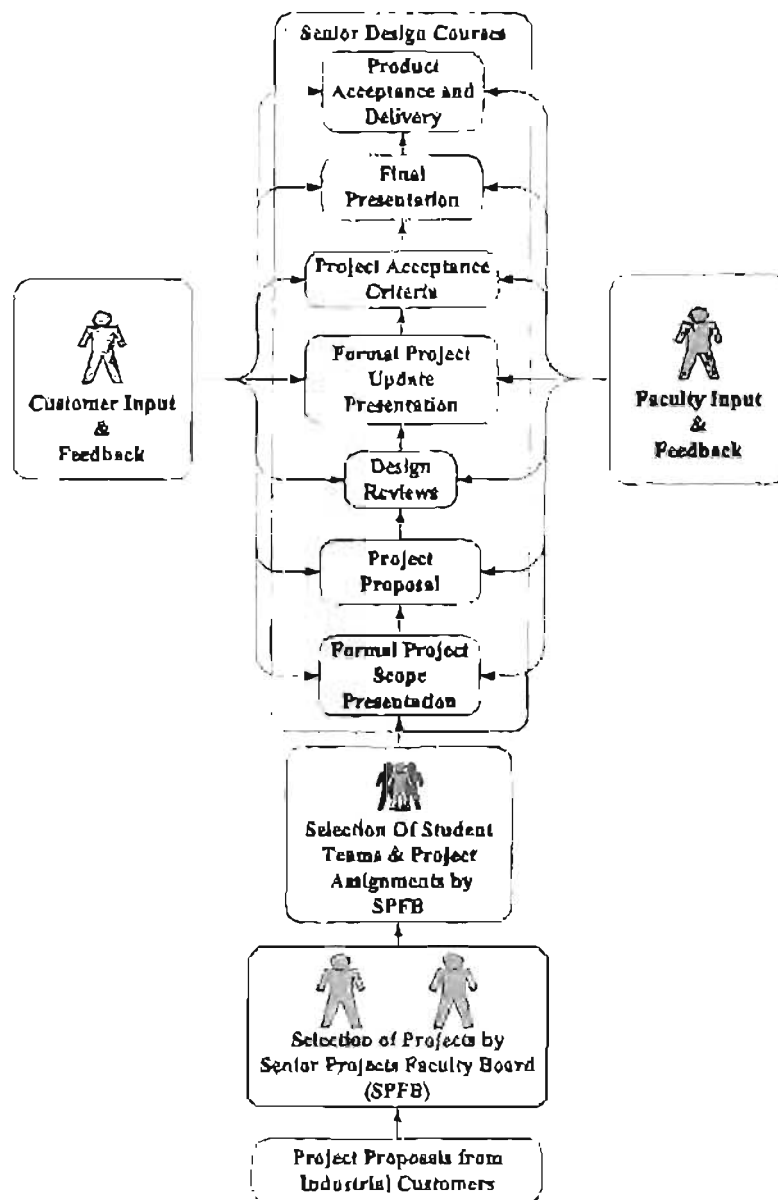 Senior Design Courses
Product
Acceptance and
Delivery
Final
Presentation
Project Acceptance
Criteria
Formal Project
Update
Presentation
Customer Input
&
Feedback
Faculty Input
&
Feedback
Design
Reviews
Project
Proposal
Formal Project
Scope
Presentation
Selection Of Student
Teams & Project
Assignments by
SPFB
Selection of Projects by
Senior Projects Faculty Board
(SPFB)
Project Proposals from
Industrial Customers